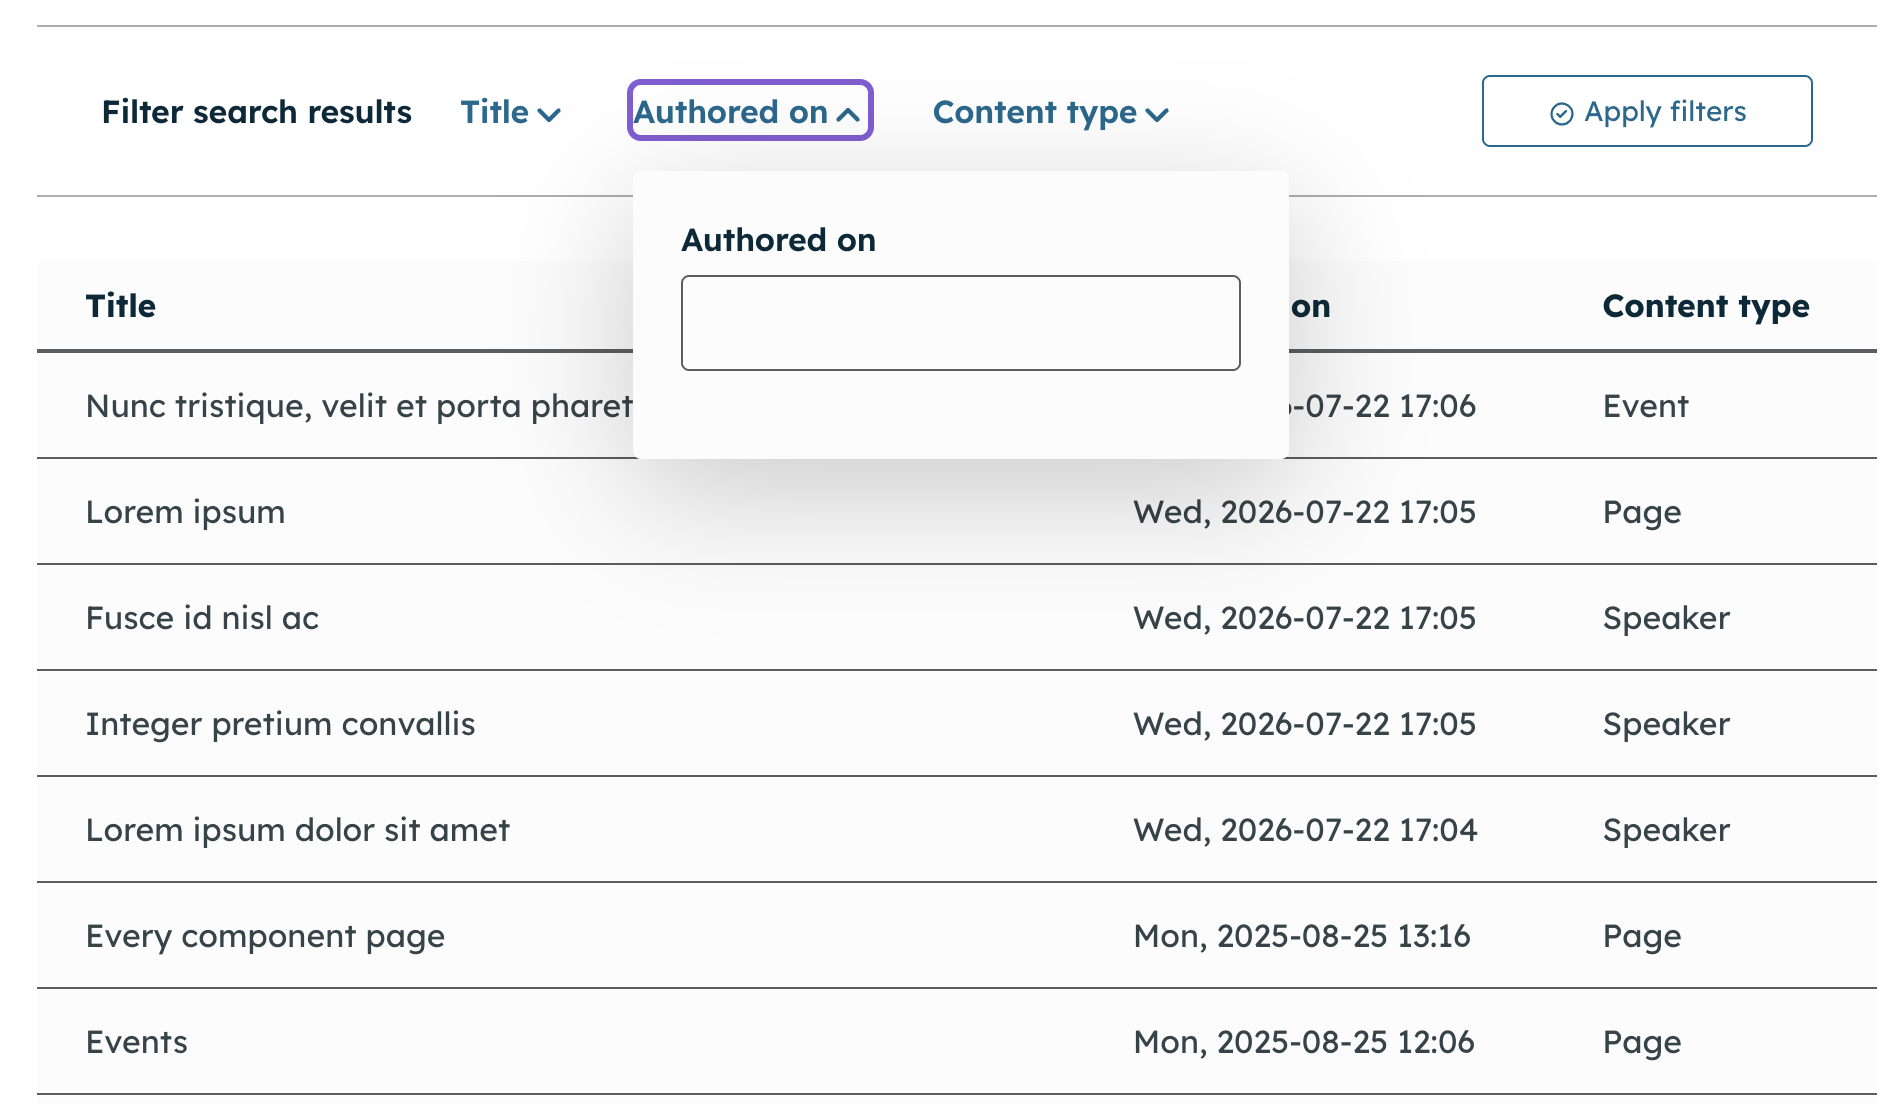 Filter search results Title Authored on Content type Apply filters
Authored on
Title on Content type
Nunc tristique, velit et porta -07-22 17:06 Event
Lorem ipsum Wed, 2026-07-22 17:05 Page
Fusce id nisl ac Wed, 2026-07-22 17:05 Speaker
Integer pretium convallis Wed, 2026-07-22 17:05 Speaker
Lorem ipsum dolor sit amet Wed, 2026-07-22 17:04 Speaker
Every component page Mon, 2025-08-25 13:16 Page
Events Mon, 2025-08-25 12:06 Page